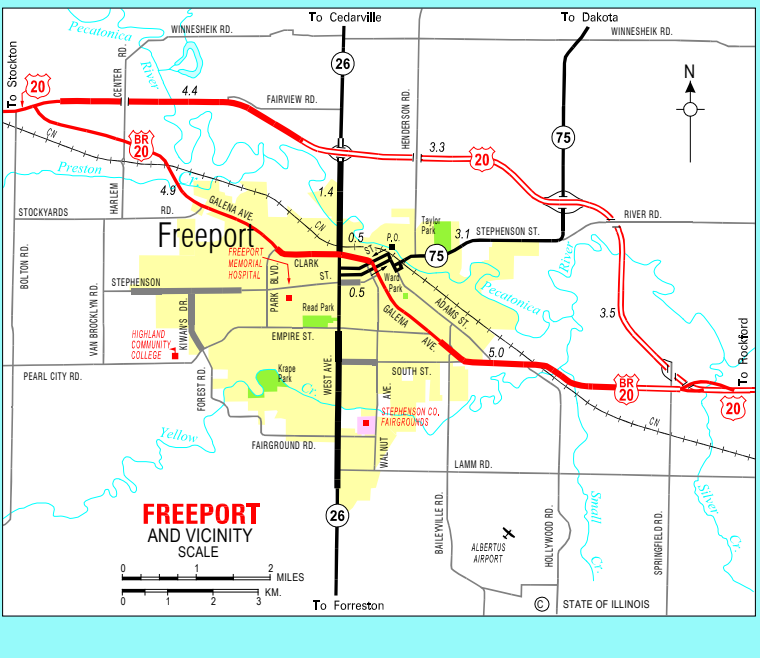 To Cedarville
To Dakota
Pecatonica
River
WINNESHEIK RD.
WINNESHEIK RD.
To Stockton
CENTER RD.
26
N
20
4.4
FAIRVIEW RD.
HENDERSON RD.
CN
BR
20
75
3.3
20
Preston Cr.
4.9
1.4
HARLEM RD.
STOCKYARDS RD.
GALENA AVE.
CN
Taylor
Park
STEPHENSON ST.
RIVER RD.
Freeport
0.5
ST.
P.O.
75
3.1
BOLTON RD.
FREEPORT
MEMORIAL
HOSPITAL
CLARK
ST.
River
STEPHENSON
PARK BLVD.
0.5
Ward
Park
Pecatonica
VAN BROCKLYN RD.
KIWAN'S DR.
Read Park
GALENA AVE.
ADAMS ST.
3.5
HIGHLAND
COMMUNITY
COLLEGE
EMPIRE ST.
5.0
To Rockford
PEARL CITY RD.
FOREST RD.
Krape
Park
Cr.
WEST AVE.
SOUTH ST.
BR
20
20
WALNUT AVE.
STEPHENSON CO.
FAIRGROUNDS
CN
Yellow
FAIRGROUND RD.
LAMM RD.
FREEPORT
AND VICINITY
SCALE
26
BAILEYVILLE RD.
ALBERTUS
AIRPORT
HOLLYWOOD RD.
Small Cr.
SPRINGFIELD RD.
Silver Cr.
0 1 2 MILES
0 1 2 3 KM.
To Forreston
© STATE OF ILLINOIS